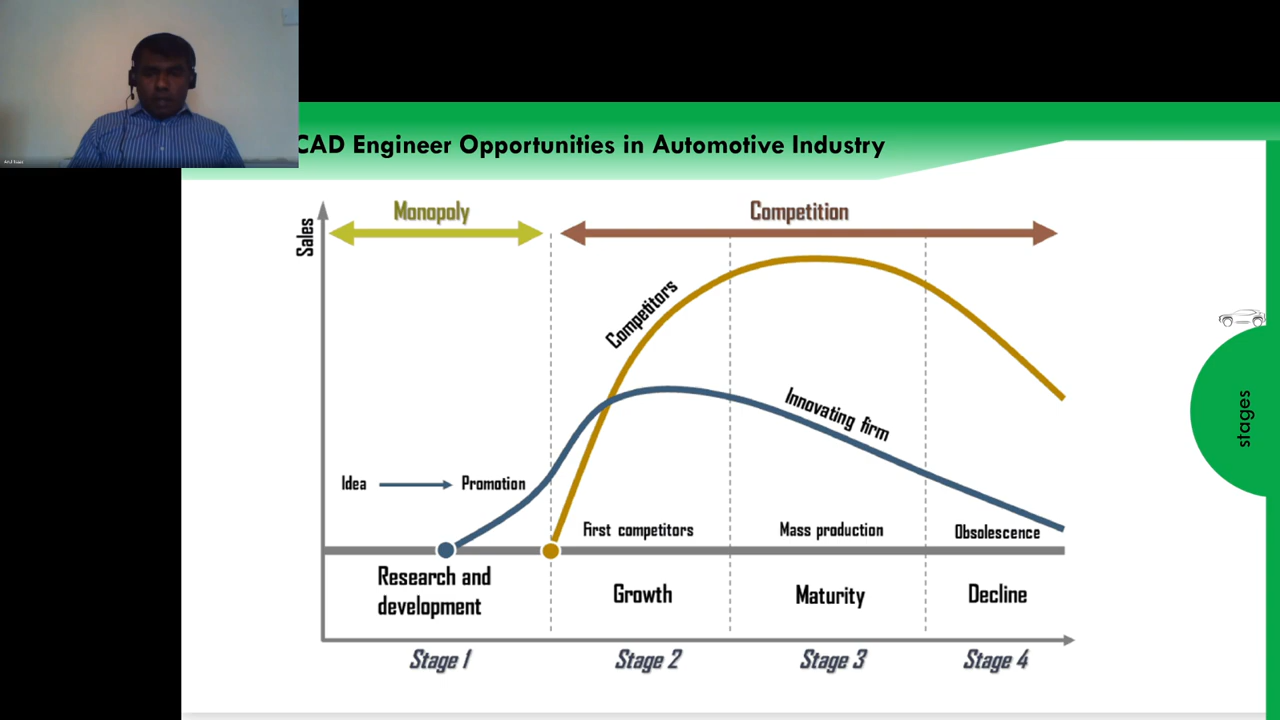 CAD Engineer Opportunities in Automotive Industry
Monopoly
Competition
Sales
Competitors
Innovating firm
Idea
Promotion
First competitors
Mass production
Obsolescence
Research and
development
Growth
Maturity
Decline
Stage 1
Stage 2
Stage 3
Stage 4
stages